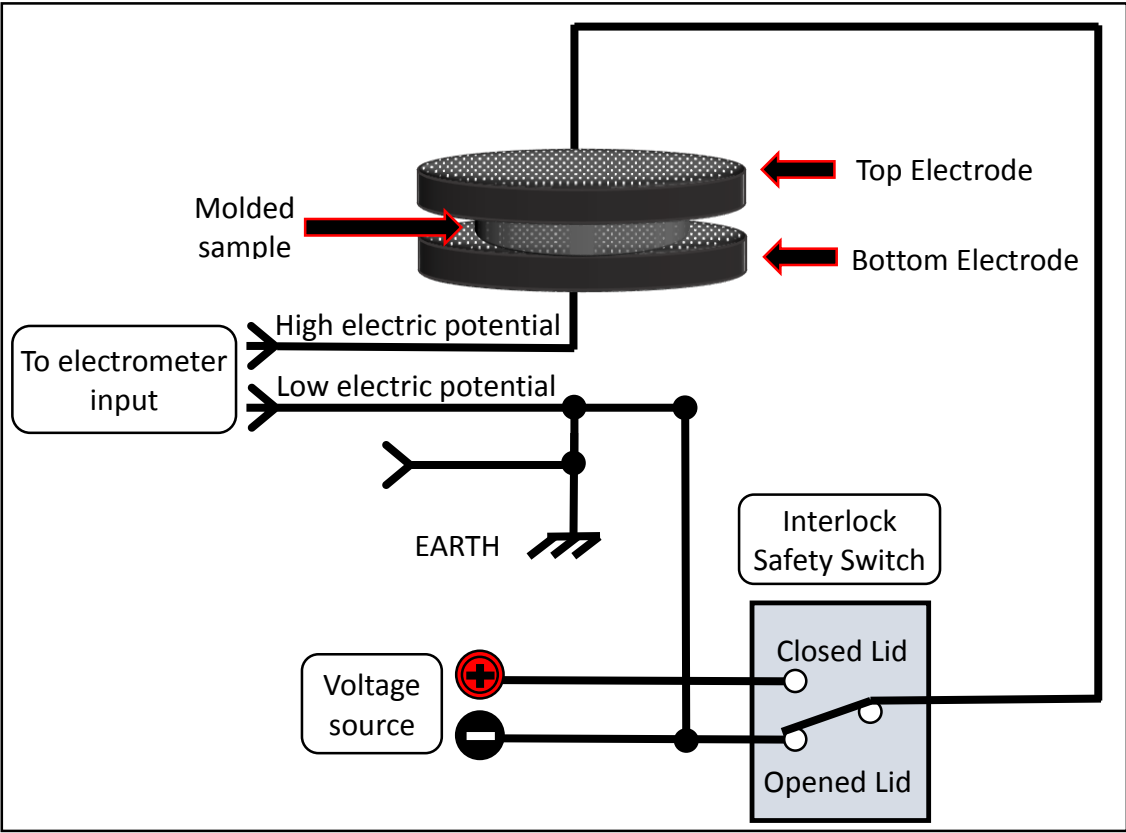 Top Electrode
Molded
sample
Bottom Electrode
High electric potential
To electrometer
input
Low electric potential
EARTH
Interlock
Safety Switch
Closed Lid
Voltage
source
+
-
Opened Lid